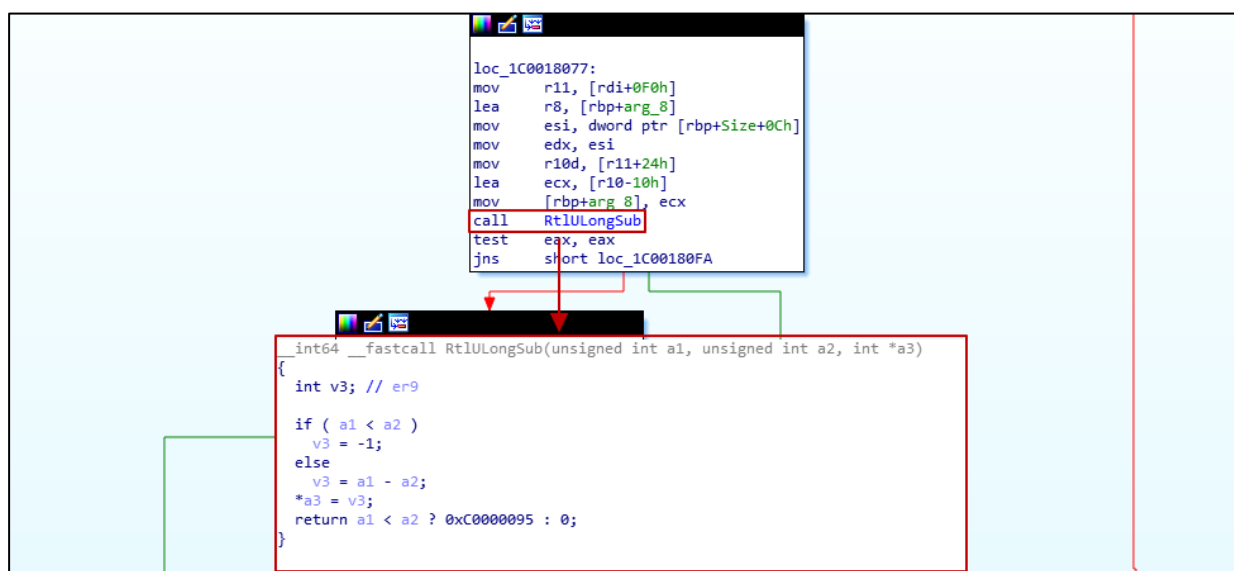 loc_1C0018077:
mov r11, [rdi+0F0h]
lea r8, [rbp+arg_8]
mov esi, dword ptr [rbp+Size+0Ch]
mov edx, esi
mov r10d, [r11+24h]
lea ecx, [r10-10h]
mov [rbp+arg_8], ecx
call RtlULongSub
test eax, eax
jns short loc_1C00180FA
__int64 __fastcall RtlULongSub(unsigned int a1, unsigned int a2, int *a3)
{
int v3; // er9
if ( a1 < a2 )
v3 = -1;
else
v3 = a1 - a2;
*a3 = v3;
return a1 < a2 ? 0xC0000095 : 0;
}